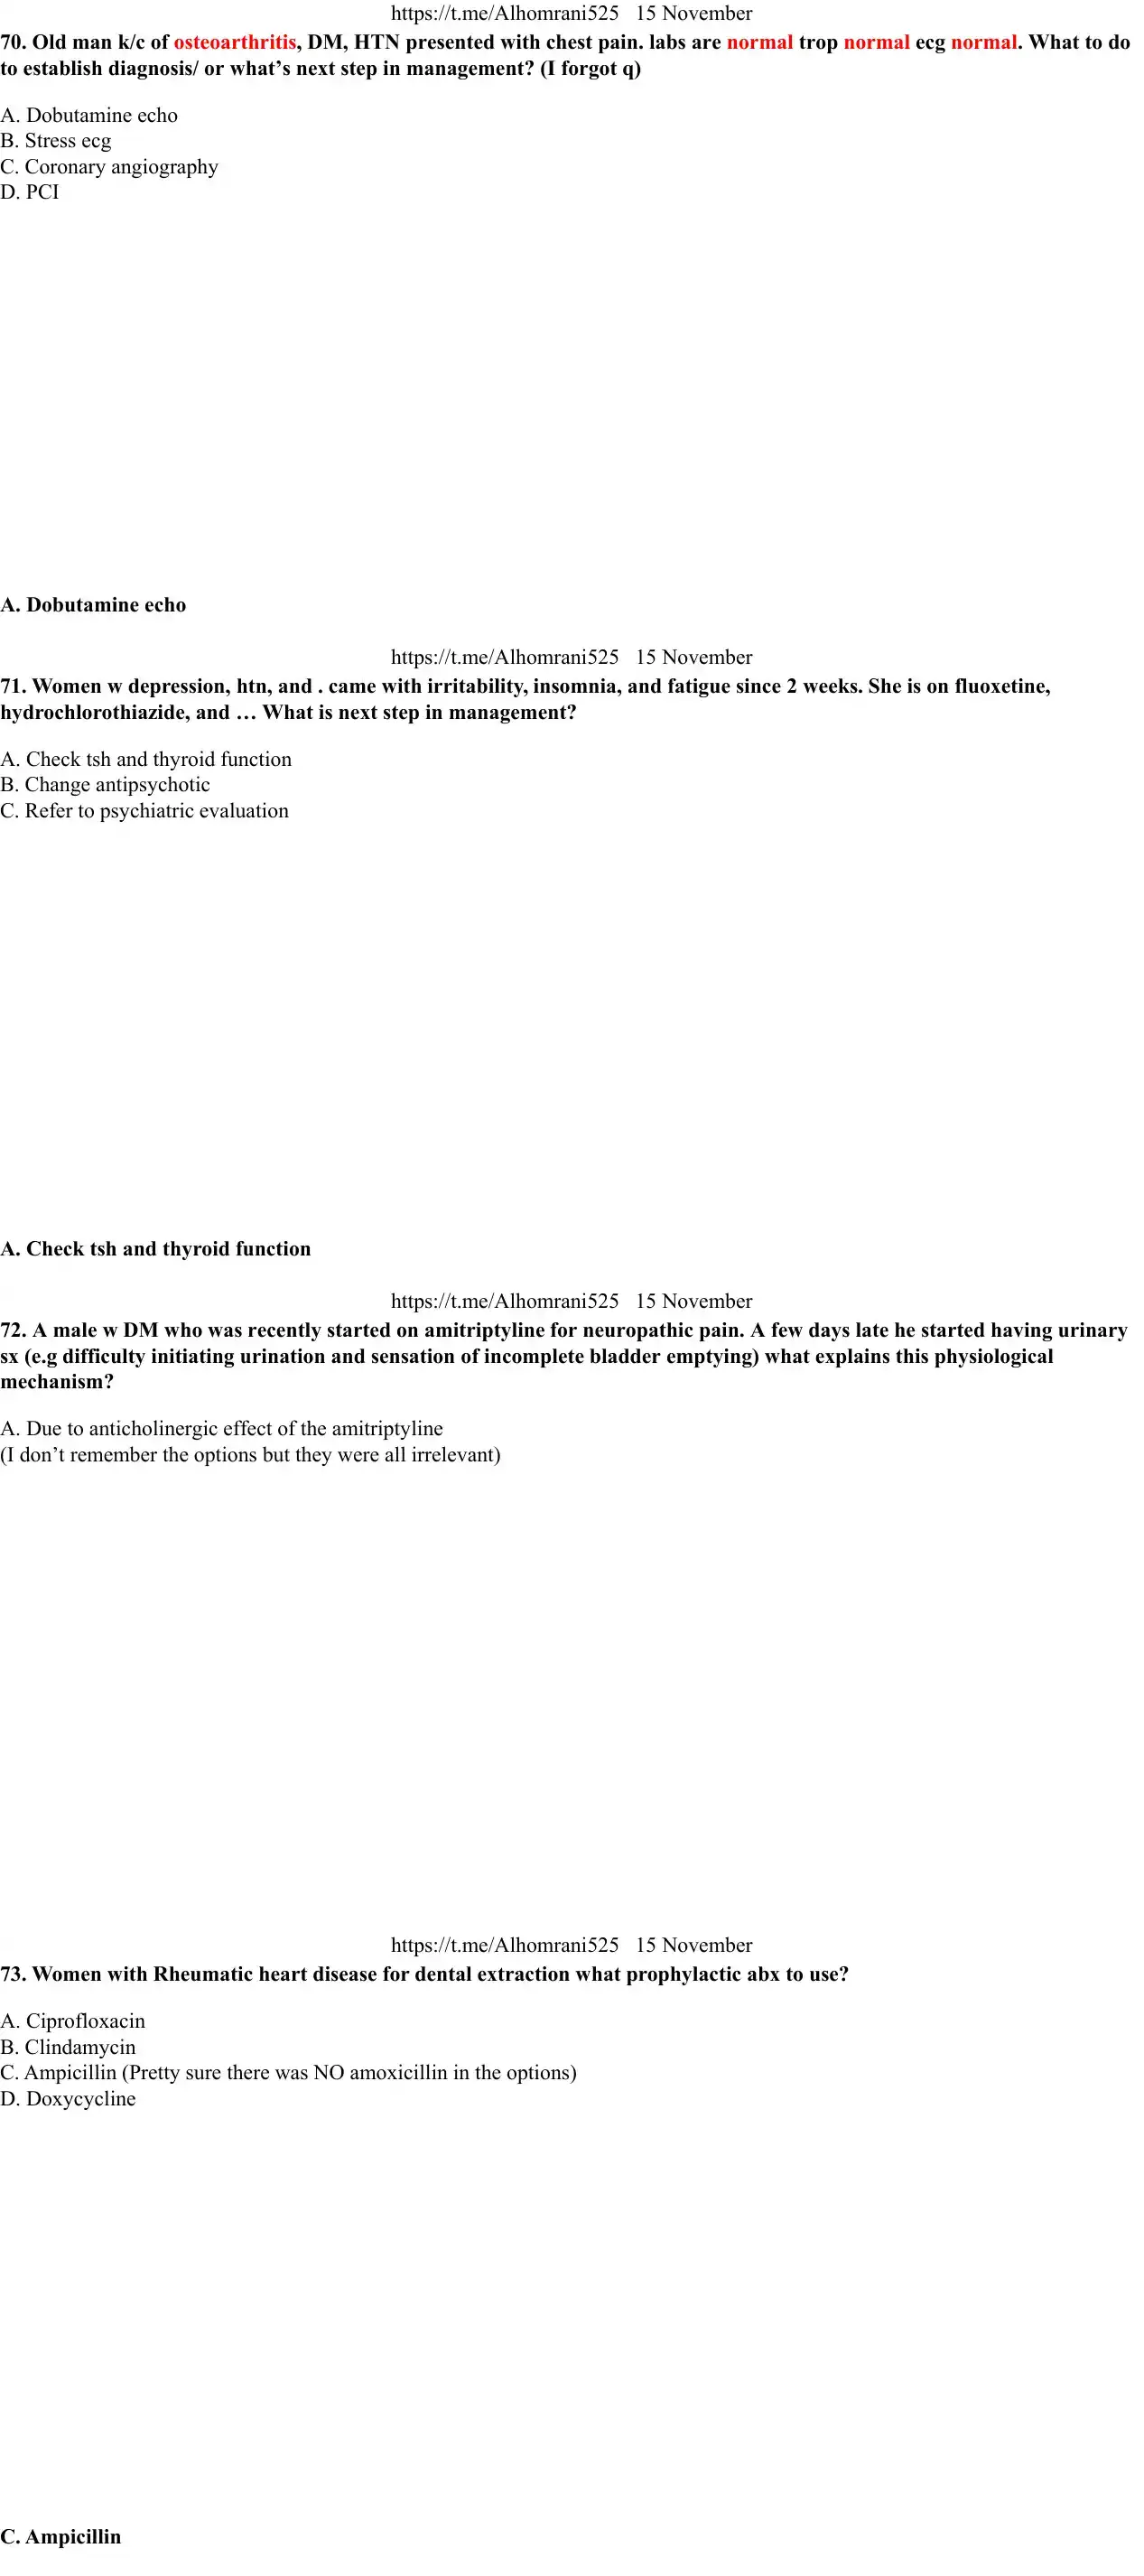 https://t.me/Alhomrani525 15 November
70. Old man k/c of osteoarthritis, DM, HTN presented with chest pain. labs are normal trop normal ecg normal. What to do
to establish diagnosis/ or what's next step in management? (I forgot q)
A. Dobutamine echo
B. Stress ecg
C. Coronary angiography
D. PCI
A. Dobutamine echo
https://t.me/Alhomrani525 15 November
71. Women w depression, htn, and . came with irritability, insomnia, and fatigue since 2 weeks. She is on fluoxetine,
hydrochlorothiazide, and … What is next step in management?
A. Check tsh and thyroid function
B. Change antipsychotic
C. Refer to psychiatric evaluation
A. Check tsh and thyroid function
https://t.me/Alhomrani525 15 November
72. A male w DM who was recently started on amitriptyline for neuropathic pain. A few days late he started having urinary
sx (e.g difficulty initiating urination and sensation of incomplete bladder emptying) what explains this physiological
mechanism?
A. Due to anticholinergic effect of the amitriptyline
(I don't remember the options but they were all irrelevant)
https://t.me/Alhomrani525 15 November
73. Women with Rheumatic heart disease for dental extraction what prophylactic abx to use?
A. Ciprofloxacin
B. Clindamycin
C. Ampicillin (Pretty sure there was NO amoxicillin in the options)
D. Doxycycline
C. Ampicillin